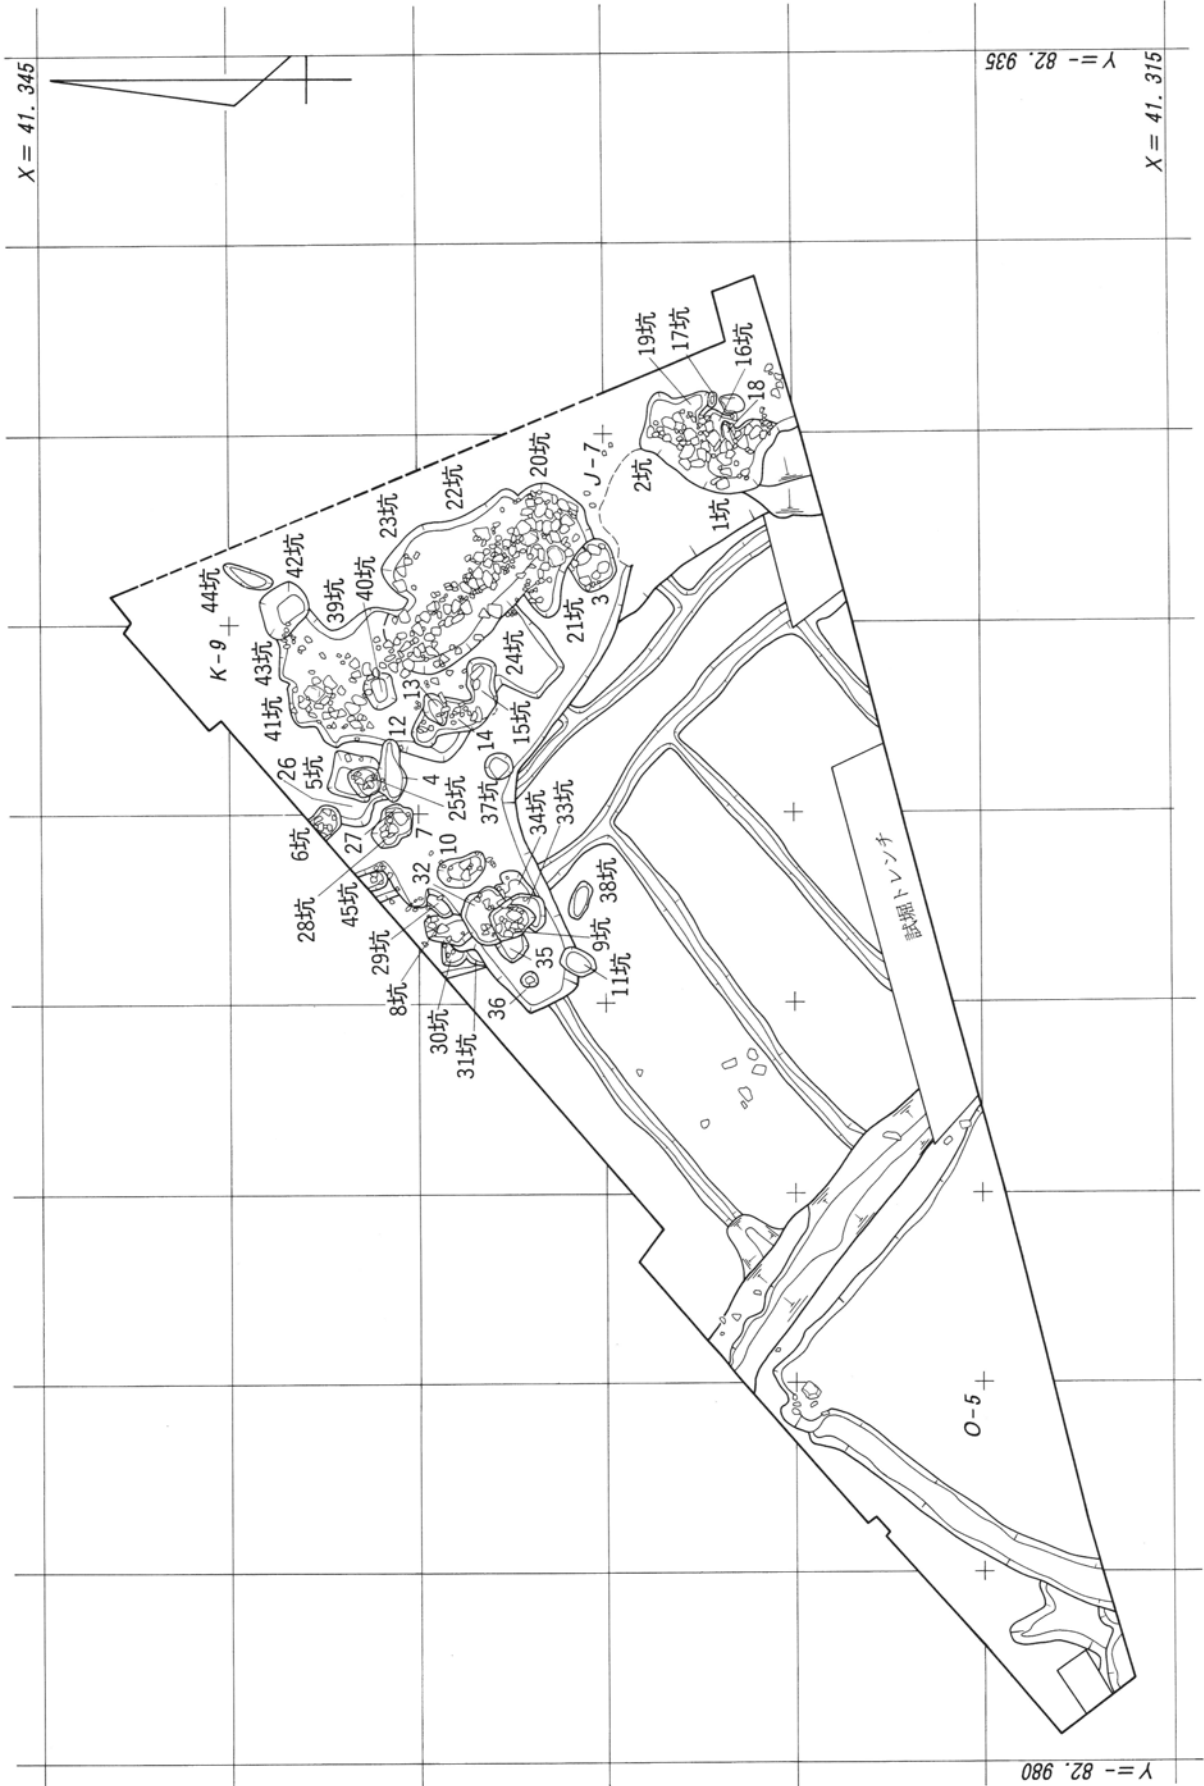 X = 41. 345
Y = - 82. 935
X = 41. 315
19坑
17坑
16坑
18
2坑
1坑
J-7
20坑
22坑
23坑
42坑
44坑
K-9
39坑
40坑
43坑
41坑
21坑
3
24坑
13
12
15坑
14
26
5坑
4
25坑
37坑
34坑
33坑
6坑
27
7
10
32
28坑
45坑
29坑
8坑
38坑
9坑
35
11坑
36
30坑
31坑
試掘トレンチ
O-5
Y = - 82. 980